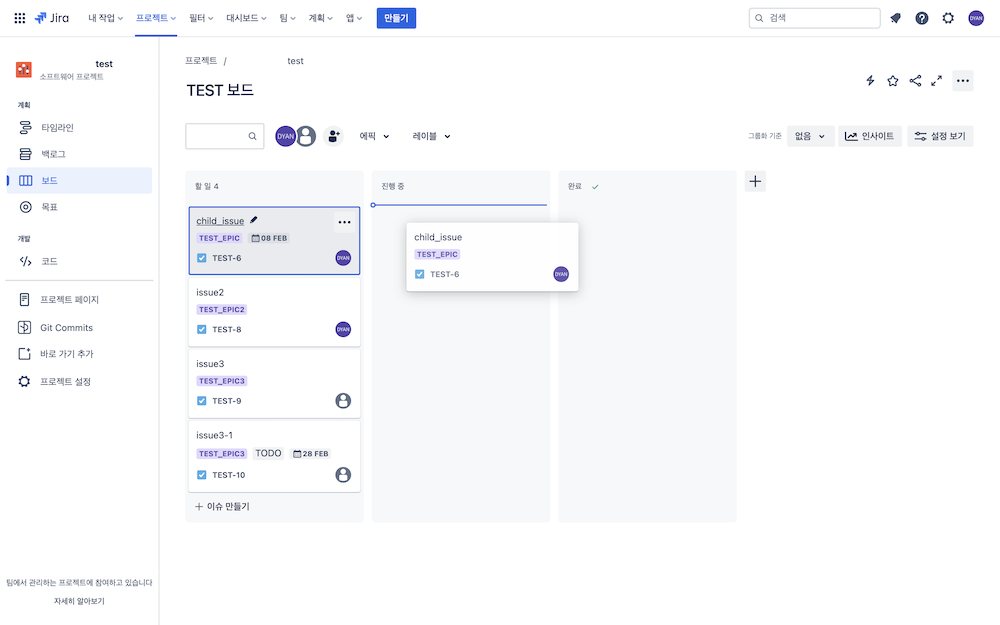 Jira 내 작업 프로젝트 필터 대시보드 팀 계획 앱 만들기 검색 DYAN
test
소프트웨어 프로젝트
계획
타임라인
백로그
보드
목표
개발
코드
프로젝트 페이지
Git Commits
바로 가기 추가
프로젝트 설정
팀에서 관리하는 프로젝트에 참여하고 있습니다
자세히 알아보기
프로젝트 / test
TEST 보드
DYAN 에픽 레이블 그룹화 기준 없음 인사이트 설정 보기
할 일 4
child_issue
TEST_EPIC 08 FEB
TEST-6 DYAN
issue2
TEST_EPIC2
TEST-8 DYAN
issue3
TEST_EPIC3
TEST-9
issue3-1
TEST_EPIC3 TODO 28 FEB
TEST-10
+ 이슈 만들기
진행 중
child_issue
TEST_EPIC
TEST-6 DYAN
완료